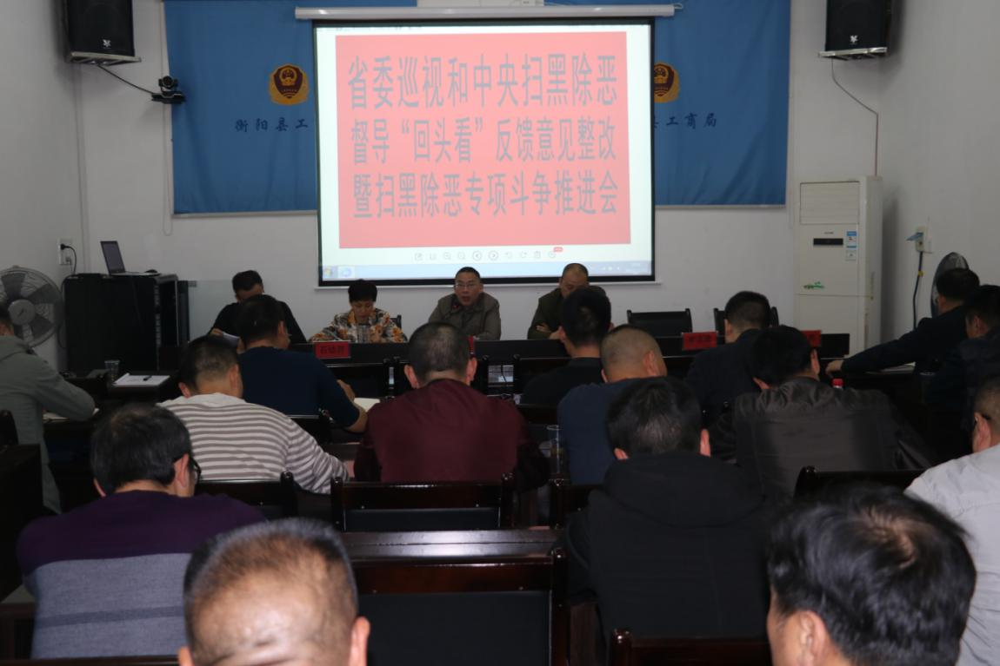 省委巡视和中央扫黑除恶
督导“回头看”反馈意见整改
暨扫黑除恶专项斗争推进会
衡阳县工
县工商局